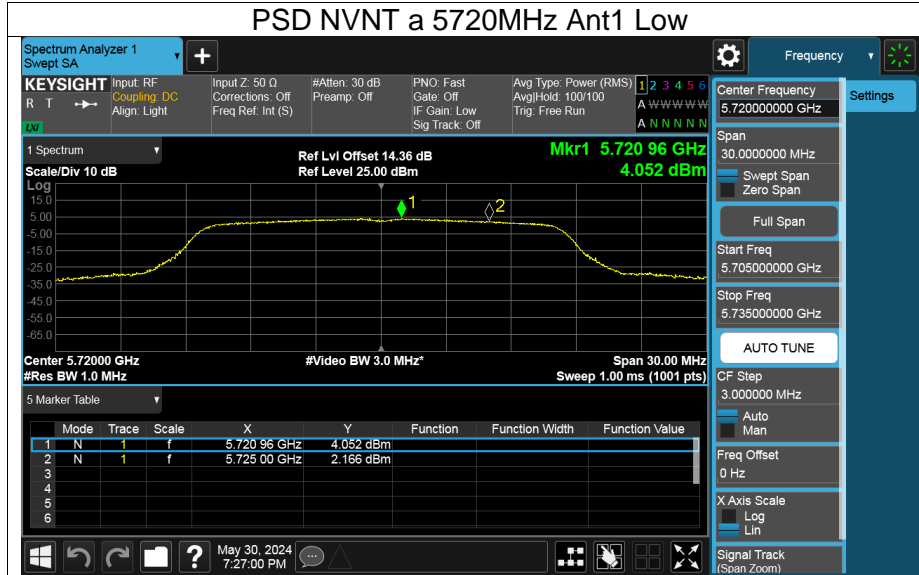 PSD NVNT a 5720MHz Ant1 Low
Spectrum Analyzer 1
Swept SA
+
Frequency
KEYSIGHT
R T
LXI
Input: RF
Coupling: DC
Align: Light
Input Z: 50 Ω
Corrections: Off
Freq Ref: Int (S)
#Atten: 30 dB
Preamp: Off
PNO: Fast
Gate: Off
IF Gain: Low
Sig Track: Off
Avg Type: Power (RMS)
Avg|Hold: 100/100
Trig: Free Run
1 2 3 4 5 6
A W W W W W
A N N N N N
Center Frequency
5.720000000 GHz
Settings
Span
30.0000000 MHz
Swept Span
Zero Span
Full Span
Start Freq
5.705000000 GHz
Stop Freq
5.735000000 GHz
AUTO TUNE
CF Step
3.000000 MHz
Auto
Man
Freq Offset
0 Hz
X Axis Scale
Log
Lin
Signal Track
(Span Zoom)
1 Spectrum
Scale/Div 10 dB
Ref Lvl Offset 14.36 dB
Ref Level 25.00 dBm
Mkr1 5.720 96 GHz
4.052 dBm
Log
15.0
5.00
-5.00
-15.0
-25.0
-35.0
-45.0
-55.0
-65.0
1
2
Center 5.72000 GHz
#Video BW 3.0 MHz*
Span 30.00 MHz
#Res BW 1.0 MHz
Sweep 1.00 ms (1001 pts)
5 Marker Table
Mode Trace Scale X Y Function Function Width Function Value
1 N 1 f 5.720 96 GHz 4.052 dBm
2 N 1 f 5.725 00 GHz 2.166 dBm
3
4
5
6
?
May 30, 2024
7:27:00 PM